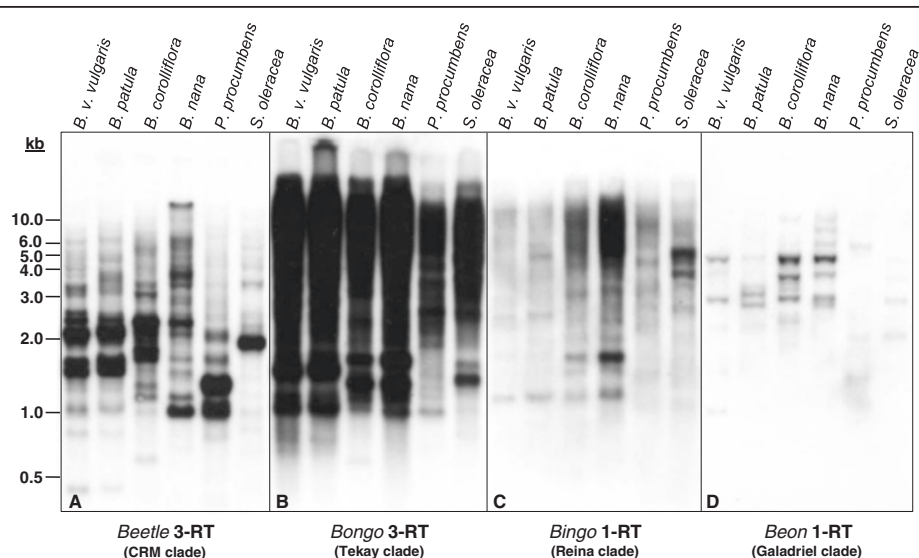 B. v. vulgaris B. patula B. corolliflora B. nana P. procumbens S. oleracea B. v. vulgaris B. patula B. corolliflora B. nana P. procumbens S. oleracea B. v. vulgaris B. patula B. corolliflora B. nana P. procumbens S. oleracea B. v. vulgaris B. patula B. corolliflora B. nana P. procumbens S. oleracea
kb
10.0
6.0
5.0
4.0
3.0
2.0
1.0
0.5
A B C D
Beetle 3-RT Bongo 3-RT Bingo 1-RT Beon 1-RT
(CRM clade) (Tekay clade) (Reina clade) (Galadriel clade)